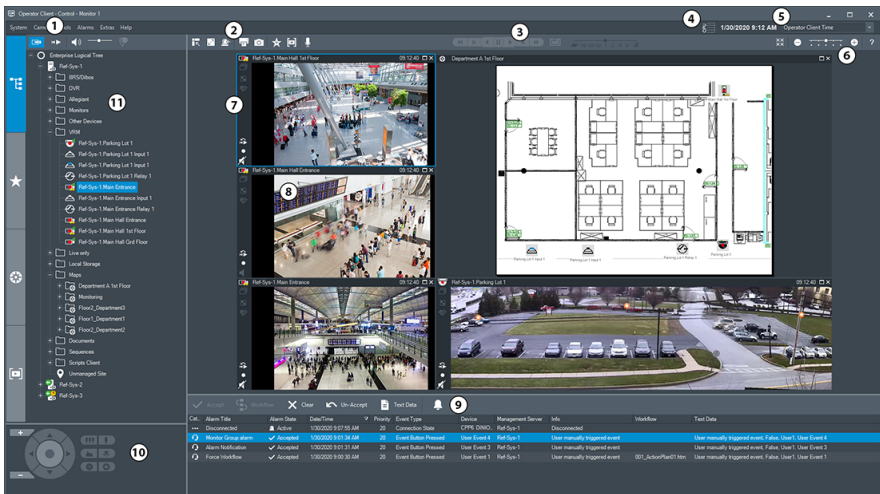 Operator Client - Control - Monitor 1
System Alarms Extras Help
1
2
3
4
5
1/30/2020 9:12 AM Operator Client Time
6
Enterprise Logical Tree
Ref-Sys-1
BRS/Dibos
DVR
Allegiant
Monitors
Other Devices
VRM
Ref-Sys-1.Parking Lot 1
Ref-Sys-1.Parking Lot 1 Input 1
Ref-Sys-1.Parking Lot 1 Input 1
Ref-Sys-1.Parking Lot 1 Relay 1
Ref-Sys-1.Main Entrance
Ref-Sys-1.Main Entrance Input 1
Ref-Sys-1.Main Entrance Relay 1
Ref-Sys-1.Main Hall Entrance
Ref-Sys-1.Main Hall 1st Floor
Ref-Sys-1.Main Hall Grd Floor
Live only
Local Storage
Maps
Department A 1st Floor
Monitoring
Floor2_Department3
Floor1_Department1
Floor2_Department2
Documents
Sequences
Scripts Client
Unmanaged Site
Ref-Sys-2
Ref-Sys-3
11
10
Ref-Sys-1.Main Hall 1st Floor 09:12:40
7
Ref-Sys-1.Main Hall Entrance 09:12:40
8
Ref-Sys-1.Main Entrance 09:12:40
Department A 1st Floor
Ref-Sys-1.Parking Lot 1 09:12:40
Accept Workflow Clear Un-Accept Text Data
9
Cat... Alarm Title Alarm State Date/Time Priority Event Type Device Management Server Info Workflow Text Data
Disconnected Active 1/30/2020 9:07:55 AM 20 Connection State Ref-Sys-1 Disconnected
Monitor Group alarm Accepted 1/30/2020 9:01:34 AM 20 Event Button Pressed User Event 4 Ref-Sys-1 User manually triggered event User manually triggered event, False, User1, User Event 4
Alarm Notification Accepted 1/30/2020 9:01:31 AM 20 Event Button Pressed User Event 3 Ref-Sys-1 User manually triggered event User manually triggered event, False, User1, User Event 3
Force Workflow Accepted 1/30/2020 9:00:30 AM 20 Event Button Pressed User Event 1 Ref-Sys-1 User manually triggered event 001_ActionPlan01.htm User manually triggered event, False, User1, User Event 1